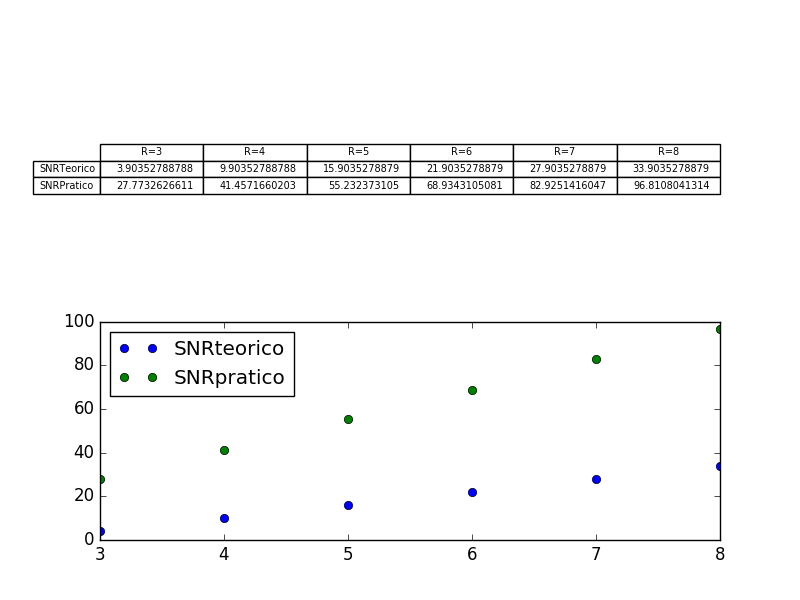 R=3 R=4 R=5 R=6 R=7 R=8
SNRTeorico 3.90352788788 9.90352788788 15.9035278879 21.9035278879 27.9035278879 33.9035278879
SNRPratico 27.7732626611 41.4571660203 55.232373105 68.9343105081 82.9251416047 96.8108041314
100
SNRteorico
80
SNRpratico
60
40
20
0
3 4 5 6 7 8